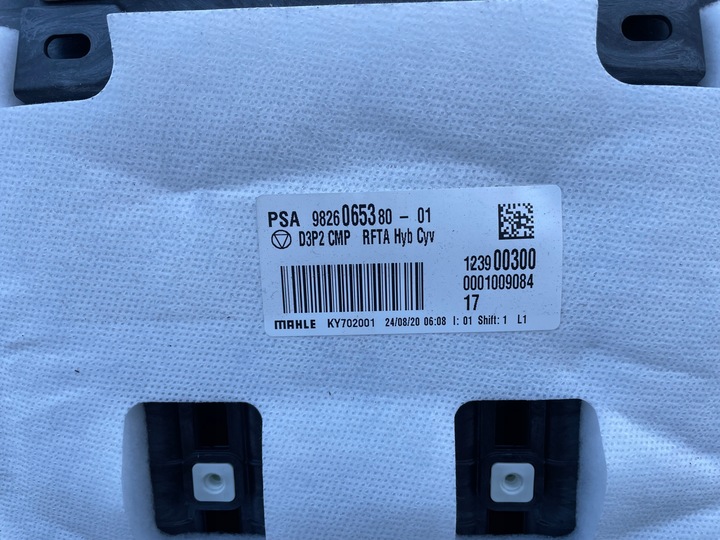 PSA 9826065380 - 01
D3P2 CMP RFTA Hyb Cyv
123900300
0001009084
17
MAHLE KY702001 24/08/20 06:08 I: 01 Shift: 1 L1